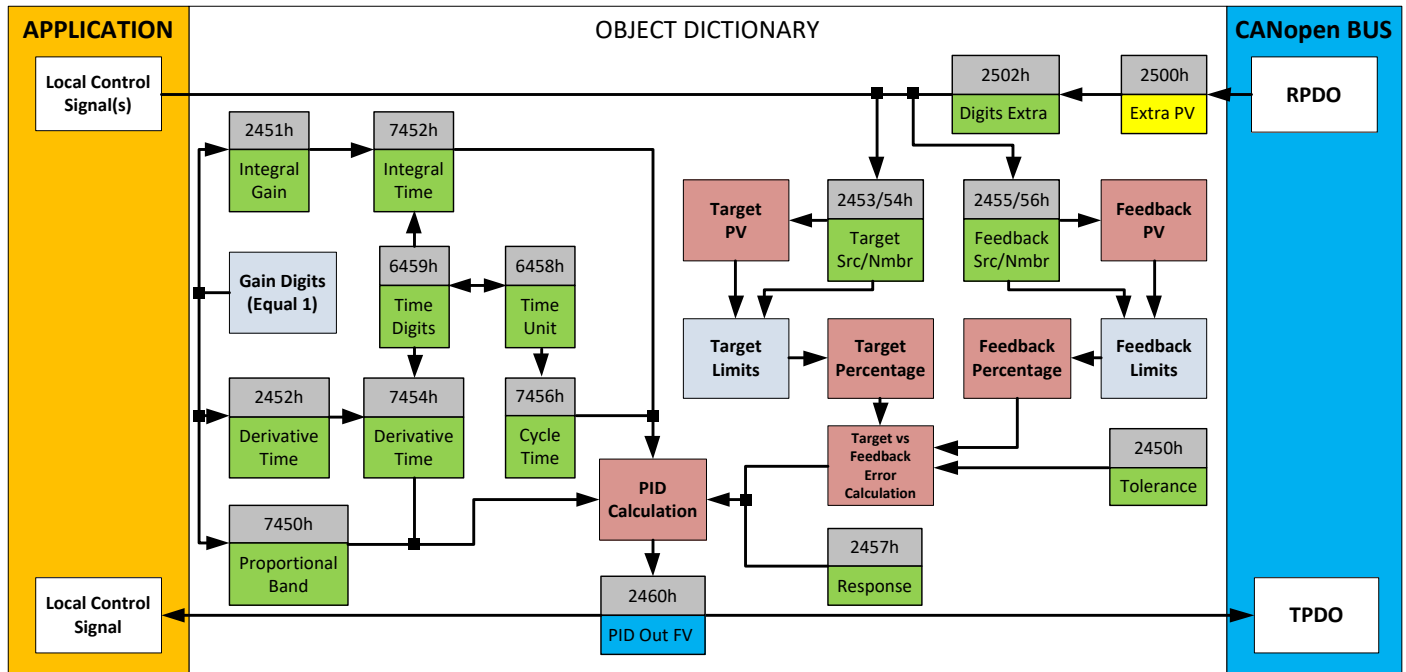 APPLICATION
OBJECT DICTIONARY
CANopen BUS
Local Control
Signal(s)
2502h
Digits Extra
2500h
Extra PV
RPDO
2451h
Integral
Gain
7452h
Integral
Time
Target
PV
2453/54h
Target
Src/Nmbr
2455/56h
Feedback
Src/Nmbr
Feedback
PV
Gain Digits
(Equal 1)
6459h
Time
Digits
6458h
Time
Unit
Target
Limits
Target
Percentage
Feedback
Percentage
Feedback
Limits
2452h
Derivative
Time
7454h
Derivative
Time
7456h
Cycle
Time
Target vs
Feedback
Error
Calculation
2450h
Tolerance
PID
Calculation
7450h
Proportional
Band
2457h
Response
Local Control
Signal
2460h
PID Out FV
TPDO